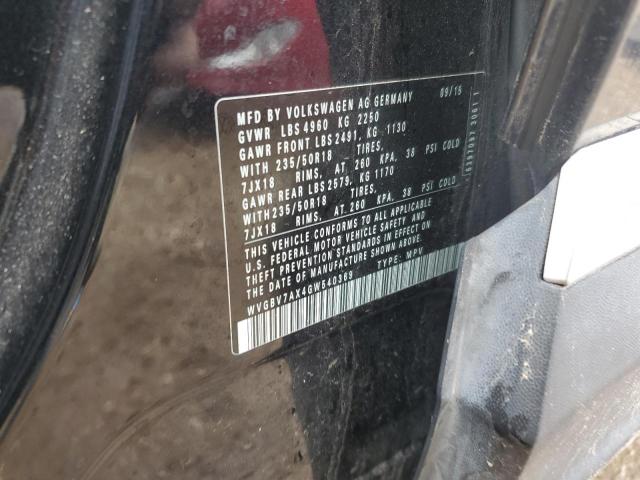 MFD BY VOLKSWAGEN AG GERMANY 09/15
GVWR LBS 4960 KG 2250
GAWR FRONT LBS 2491, KG 1130
WITH 235/50R18 - TIRES,
7JX18 - RIMS, AT 260 KPA, 38 PSI COLD
GAWR REAR LBS 2579, KG 1170
WITH 235/50R18 - TIRES,
7JX18 - RIMS, AT 260 KPA, 38 PSI COLD
THIS VEHICLE CONFORMS TO ALL APPLICABLE
U.S. FEDERAL MOTOR VEHICLE SAFETY AND
THEFT PREVENTION STANDARDS IN EFFECT ON
THE DATE OF MANUFACTURE SHOWN ABOVE.
WVGBV7AX4GW540369 TYPE: MPV